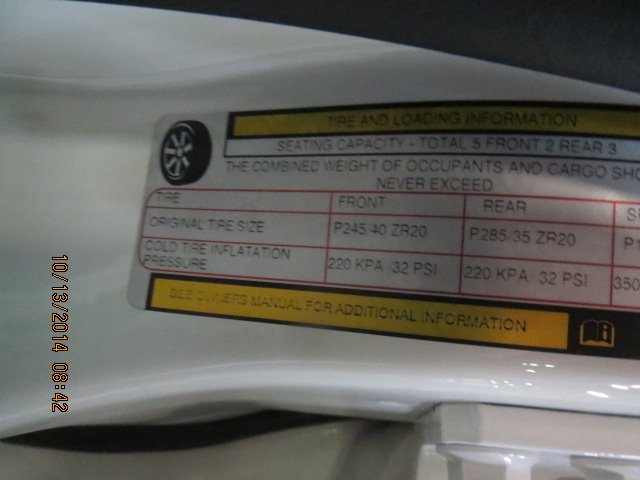 TIRE AND LOADING INFORMATION
SEATING CAPACITY - TOTAL 5 FRONT 2 REAR 3
THE COMBINED WEIGHT OF OCCUPANTS AND CARGO SHO
NEVER EXCEED
TIRE FRONT REAR S
ORIGINAL TIRE SIZE P245/40 ZR20 P285/35 ZR20 P1
COLD TIRE INFLATATION PRESSURE 220 KPA / 32 PSI 220 KPA / 32 PSI 350
SEE OWNERS MANUAL FOR ADDITIONAL INFORMATION
10/13/2014 08:42